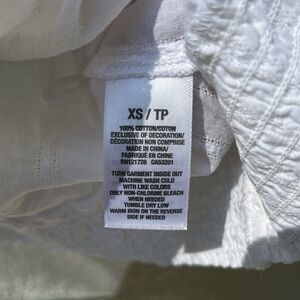 XS / TP
100% COTTON/COTON
EXCLUSIVE OF DECORATION/
DÉCORATION NON COMPRISE
MADE IN CHINA/
FABRIQUÉ EN CHINE
RN121726 CA53201
TURN GARMENT INSIDE OUT
MACHINE WASH COLD
WITH LIKE COLORS
ONLY NON-CHLORINE BLEACH
WHEN NEEDED
TUMBLE DRY LOW
WARM IRON ON THE REVERSE
SIDE IF NEEDED